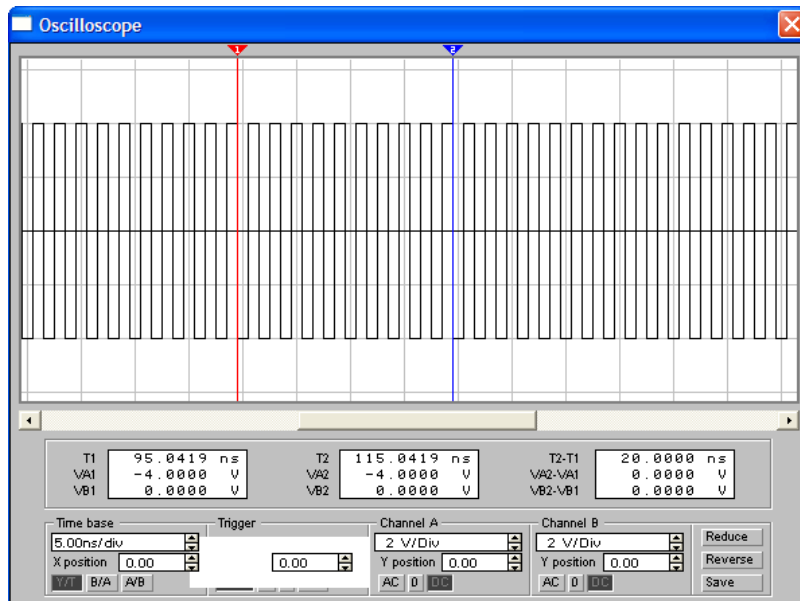 Oscilloscope
1 2
T1 95.0419 ns T2 115.0419 ns T2-T1 20.0000 ns
VA1 -4.0000 V VA2 -4.0000 V VA2-VA1 0.0000 V
VB1 0.0000 V VB2 0.0000 V VB2-VB1 0.0000 V
Time base Trigger Channel A Channel B
5.00ns/div 2 V/Div 2 V/Div Reduce
X position 0.00 0.00 Y position 0.00 Y position 0.00 Reverse
Y/T B/A A/B AC 0 DC AC 0 DC Save